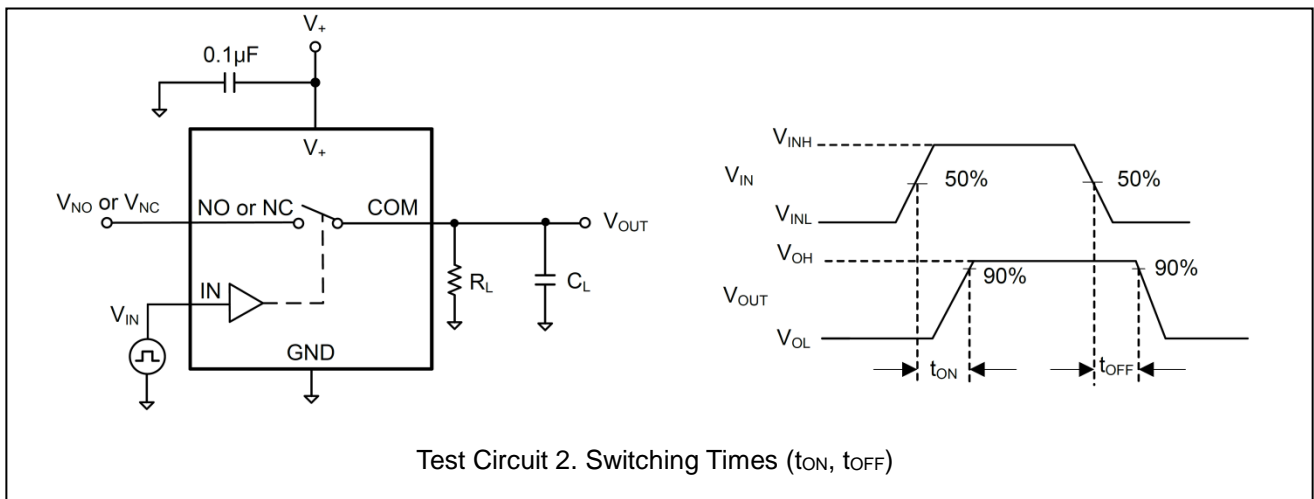 V+
0.1µF
V+
VNO or VNC
NO or NC
COM
VOUT
RL
CL
IN
VIN
GND
VINH
VIN
50%
50%
VINL
VOH
90%
90%
VOUT
VOL
tON
tOFF
Test Circuit 2. Switching Times (tON, tOFF)